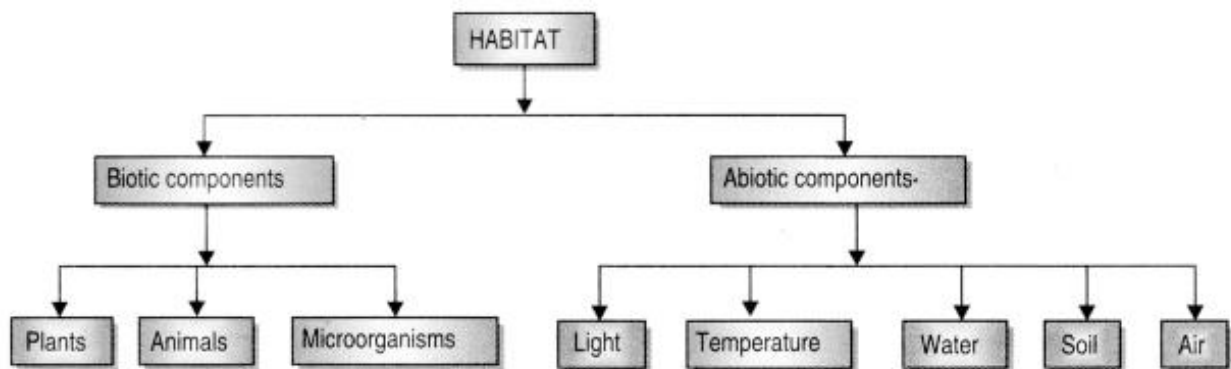 HABITAT
Biotic components
Abiotic components-
Plants
Animals
Microorganisms
Light
Temperature
Water
Soil
Air